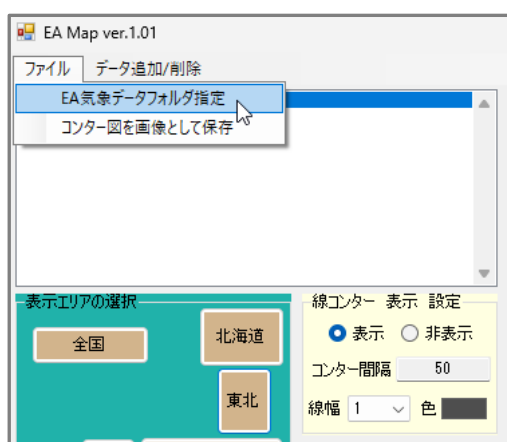 EA Map ver.1.01
ファイル データ追加/削除
EA気象データフォルダ指定
コンター図を画像として保存
表示エリアの選択
全国
北海道
東北
線コンター 表示 設定
表示 非表示
コンター間隔 50
線幅 1 色